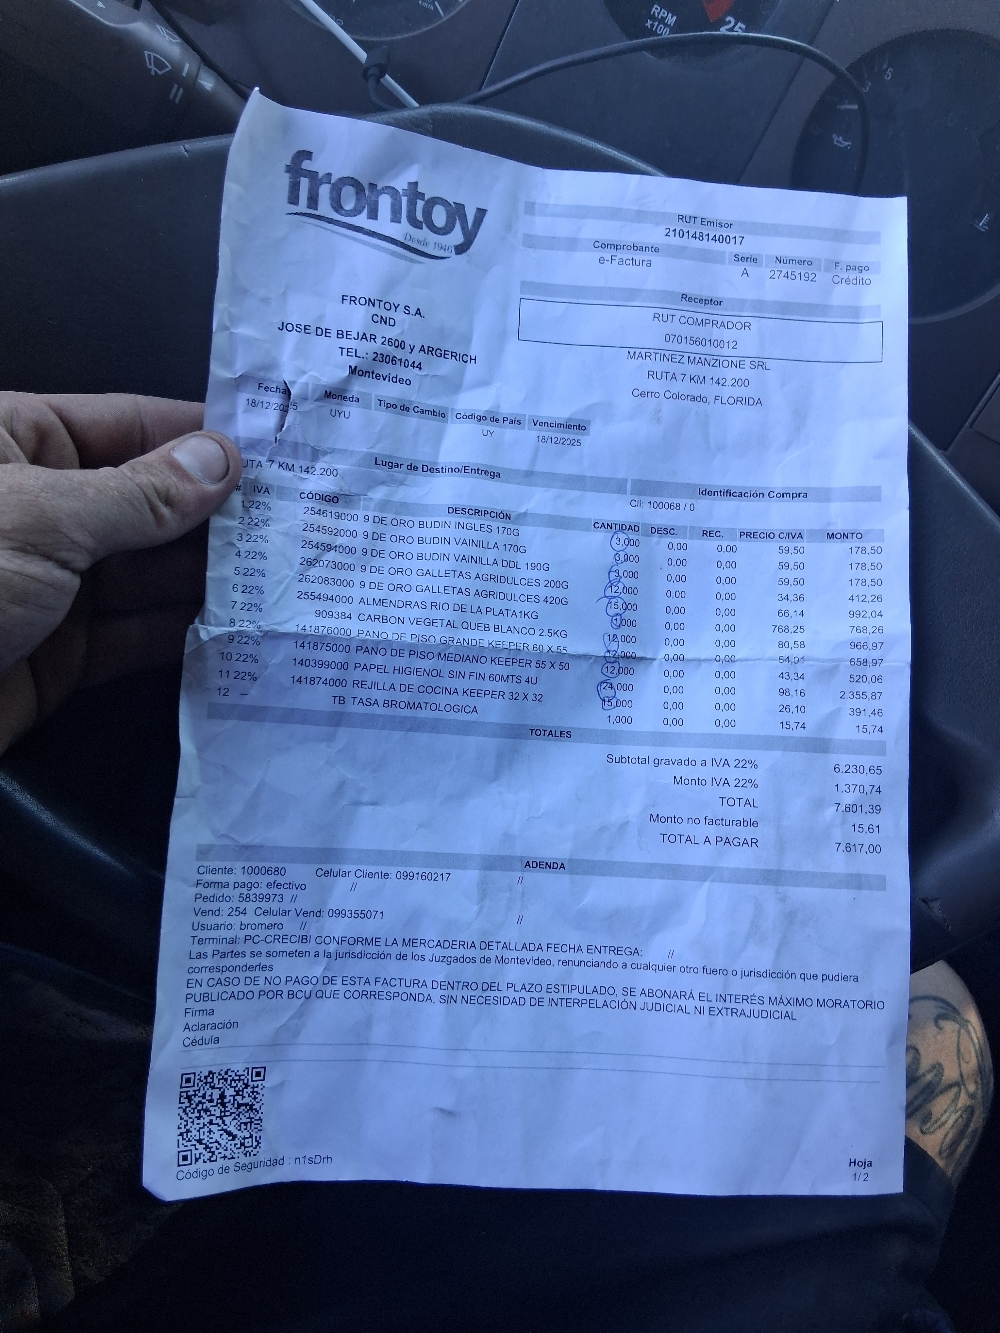 RPM
x100
25
frontoy
Desde 1946
FRONTOY S.A.
CND
JOSE DE BEJAR 2600 y ARGERICH
TEL.: 23061044
Montevideo
RUT Emisor
210148140017
Comprobante Serie Número F. pago
e-Factura A 2745192 Crédito
Receptor
RUT COMPRADOR
070156010012
MARTINEZ MANZIONE SRL
RUTA 7 KM 142.200
Cerro Colorado, FLORIDA
Fecha Moneda Tipo de Cambio Código de País Vencimiento
18/12/2025 UYU UY 18/12/2025
Lugar de Destino/Entrega Identificación Compra
UTA 7 KM 142.200 C/I: 100068 / 0
# IVA CÓDIGO DESCRIPCIÓN CANTIDAD DESC. REC. PRECIO C/IVA MONTO
1 22% 254619000 9 DE ORO BUDIN INGLES 170G 3,000 0,00 0,00 59,50 178,50
2 22% 254592000 9 DE ORO BUDIN VAINILLA 170G 3,000 0,00 0,00 59,50 178,50
3 22% 254594000 9 DE ORO BUDIN VAINILLA DDL 190G 3,000 0,00 0,00 59,50 178,50
4 22% 262073000 9 DE ORO GALLETAS AGRIDULCES 200G 12,000 0,00 0,00 34,36 412,26
5 22% 262083000 9 DE ORO GALLETAS AGRIDULCES 420G 15,000 0,00 0,00 66,14 992,04
6 22% 255494000 ALMENDRAS RIO DE LA PLATA1KG 1,000 0,00 0,00 768,25 768,26
7 22% 909384 CARBON VEGETAL QUEB BLANCO 2.5KG 12,000 0,00 0,00 80,58 966,97
8 22% 141876000 PANO DE PISO GRANDE KEEPER 60 X 55 12,000 0,00 0,00 54,91 658,97
9 22% 141875000 PANO DE PISO MEDIANO KEEPER 55 X 50 12,000 0,00 0,00 43,34 520,06
10 22% 140399000 PAPEL HIGIENOL SIN FIN 60MTS 4U 24,000 0,00 0,00 98,16 2.355,87
11 22% 141874000 REJILLA DE COCINA KEEPER 32 X 32 15,000 0,00 0,00 26,10 391,46
12 – TB TASA BROMATOLOGICA 1,000 0,00 0,00 15,74 15,74
TOTALES
Subtotal gravado a IVA 22% 6.230,65
Monto IVA 22% 1.370,74
TOTAL 7.601,39
Monto no facturable 15,61
TOTAL A PAGAR 7.617,00
ADENDA
Cliente: 1000680 Celular Cliente: 099160217 //
Forma pago: efectivo //
Pedido: 5839973 //
Vend: 254 Celular Vend: 099355071 //
Usuario: bromero //
Terminal: PC-CRECIBI CONFORME LA MERCADERIA DETALLADA FECHA ENTREGA: //
Las Partes se someten a la jurisdicción de los Juzgados de Montevideo, renunciando a cualquier otro fuero o jurisdicción que pudiera
corresponderles
EN CASO DE NO PAGO DE ESTA FACTURA DENTRO DEL PLAZO ESTIPULADO, SE ABONARÁ EL INTERÉS MÁXIMO MORATORIO
PUBLICADO POR BCU QUE CORRESPONDA. SIN NECESIDAD DE INTERPELACIÓN JUDICIAL NI EXTRAJUDICIAL
Firma
Aclaración
Cédula
Código de Seguridad : n1sDrh
Hoja
1/2